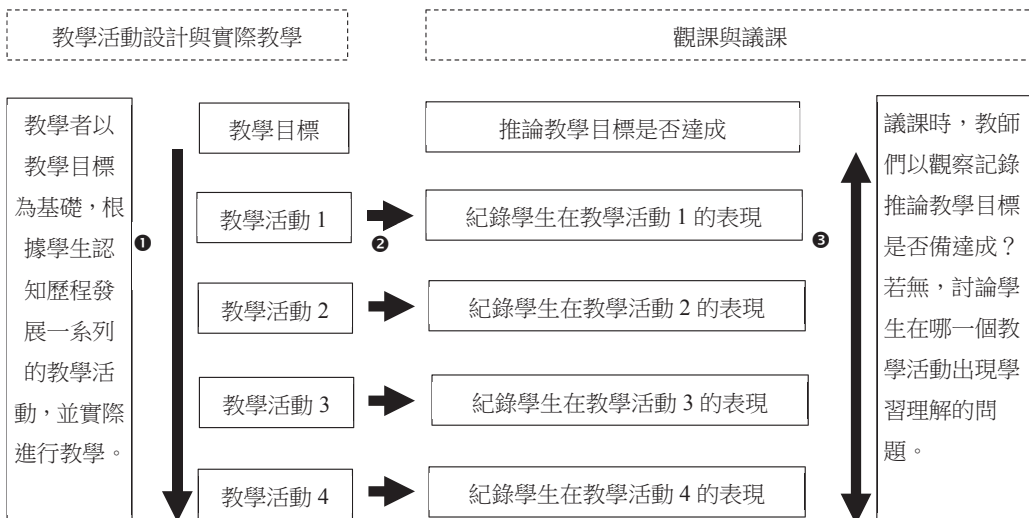 教學活動設計與實際教學
觀課與議課
教學者以
教學目標
為基礎，根
據學生認
知歷程發
展一系列
的教學活
動，並實際
進行教學。
❶
教學目標
推論教學目標是否達成
教學活動 1
❷
紀錄學生在教學活動 1 的表現
教學活動 2
紀錄學生在教學活動 2 的表現
教學活動 3
紀錄學生在教學活動 3 的表現
教學活動 4
紀錄學生在教學活動 4 的表現
❸
議課時，教師
們以觀察記錄
推論教學目標
是否備達成？
若無，討論學
生在哪一個教
學活動出現學
習理解的問
題。